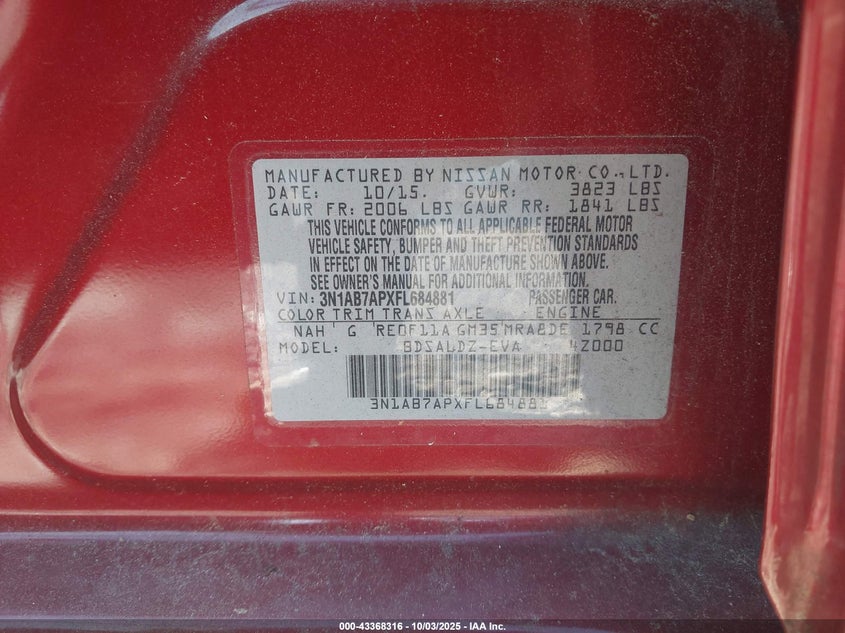 MANUFACTURED BY NISSAN MOTOR CO., LTD.
DATE: 10/15. GVWR: 3823 LBS
GAWR FR: 2006 LBS GAWR RR: 1841 LBS
THIS VEHICLE CONFORMS TO ALL APPLICABLE FEDERAL MOTOR
VEHICLE SAFETY, BUMPER AND THEFT PREVENTION STANDARDS
IN EFFECT ON THE DATE OF MANUFACTURE SHOWN ABOVE.
SEE OWNER'S MANUAL FOR ADDITIONAL INFORMATION.
VIN: 3N1AB7APXFL684881 PASSENGER CAR.
COLOR TRIM TRANS AXLE ENGINE
NAH G RE0F11A GM35 MRA8DE 1798 CC
MODEL: BDSALDZ-EVA 4Z000
3N1AB7APXFL684881
000-43368316 | 10/03/2025 - IAA Inc.